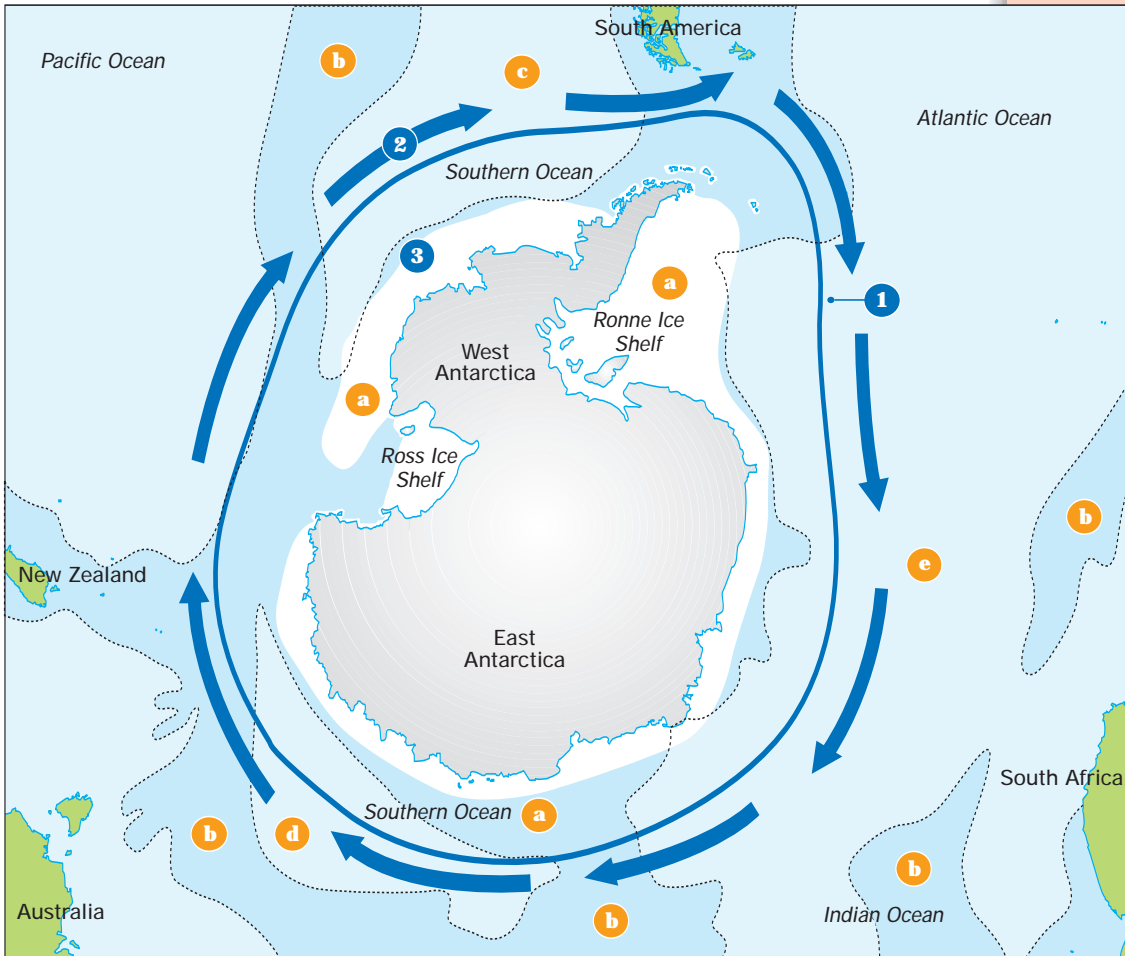 South America
Pacific Ocean
b
c
Atlantic Ocean
2
Southern Ocean
3
a
1
Ronne Ice
Shelf
West
Antarctica
a
Ross Ice
Shelf
b
New Zealand
e
East
Antarctica
South Africa
Southern Ocean
a
b
d
b
Australia
b
Indian Ocean